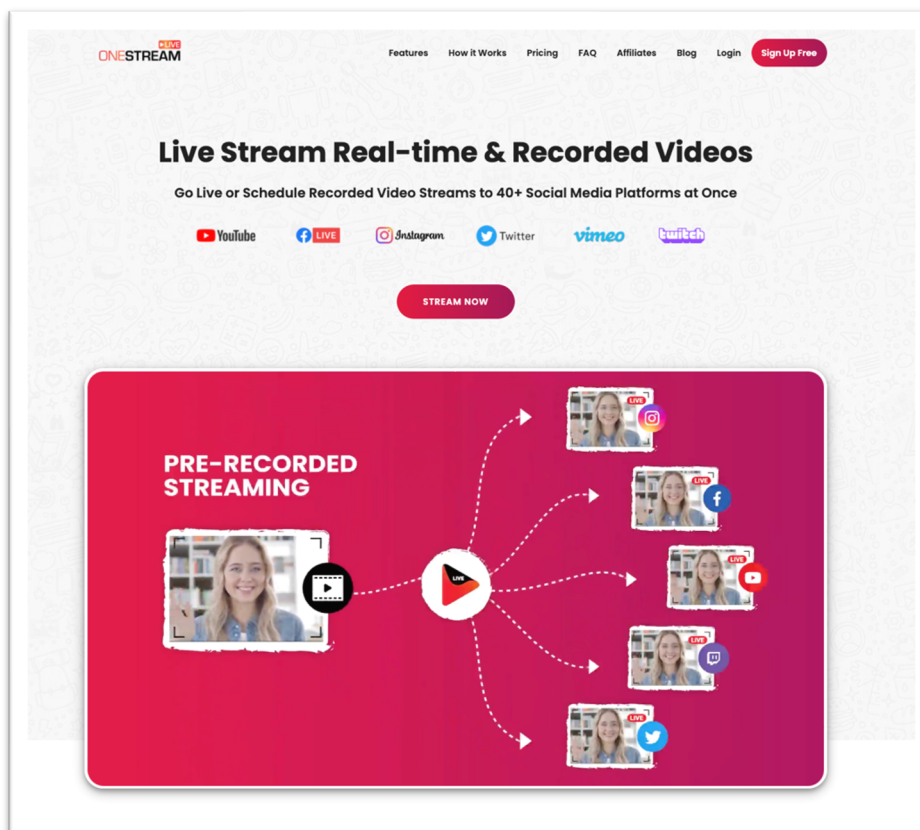 LIVE
ONESTREAM
Features How it Works Pricing FAQ Affiliates Blog Login Sign Up Free
Live Stream Real-time & Recorded Videos
Go Live or Schedule Recorded Video Streams to 40+ Social Media Platforms at Once
YouTube LIVE Instagram Twitter vimeo twitch
STREAM NOW
PRE-RECORDED
STREAMING
LIVE
LIVE
LIVE
LIVE
LIVE
LIVE